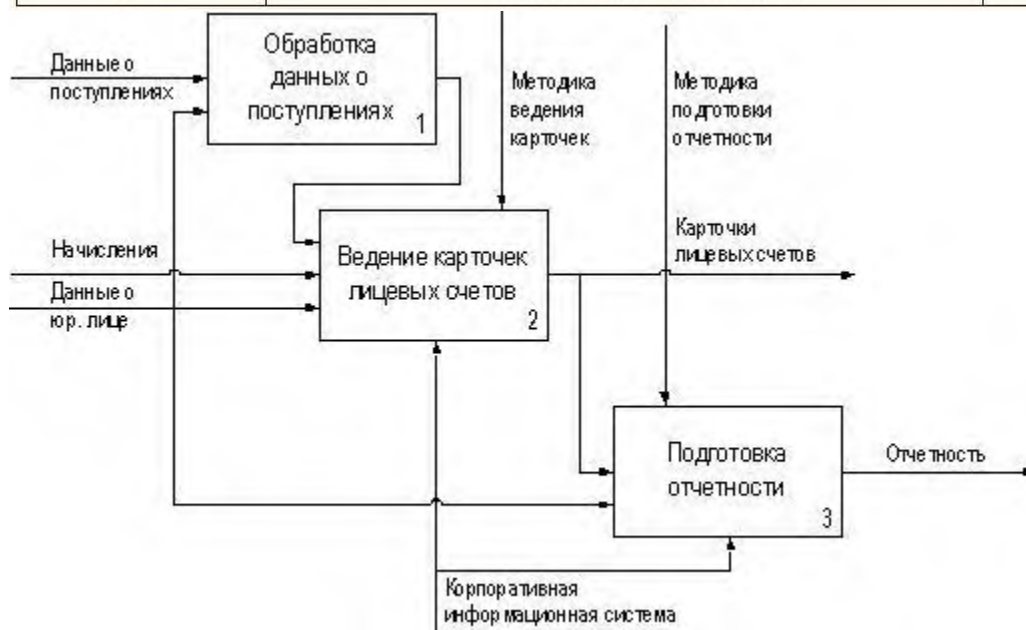 Обработка
данных о
поступлениях
1
Данные о
поступлениях
Методика
ведения
карточек
Методика
подготовки
отчетности
Начисления
Данные о
юр. лице
Ведение карточек
лицевых счетов
2
Карточки
лицевых счетов
Подготовка
отчетности
3
Отчетность
Корпоративная
информационная система